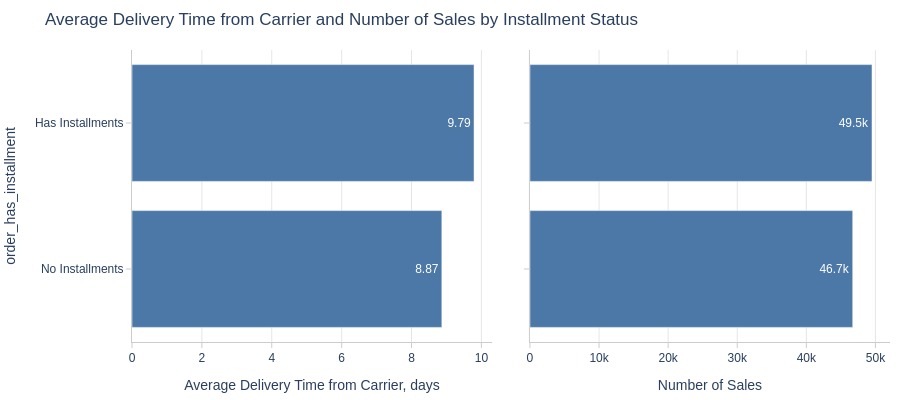 Average Delivery Time from Carrier and Number of Sales by Installment Status
order_has_installment
Has Installments
No Installments
9.79
8.87
0 2 4 6 8 10
Average Delivery Time from Carrier, days
49.5k
46.7k
0 10k 20k 30k 40k 50k
Number of Sales